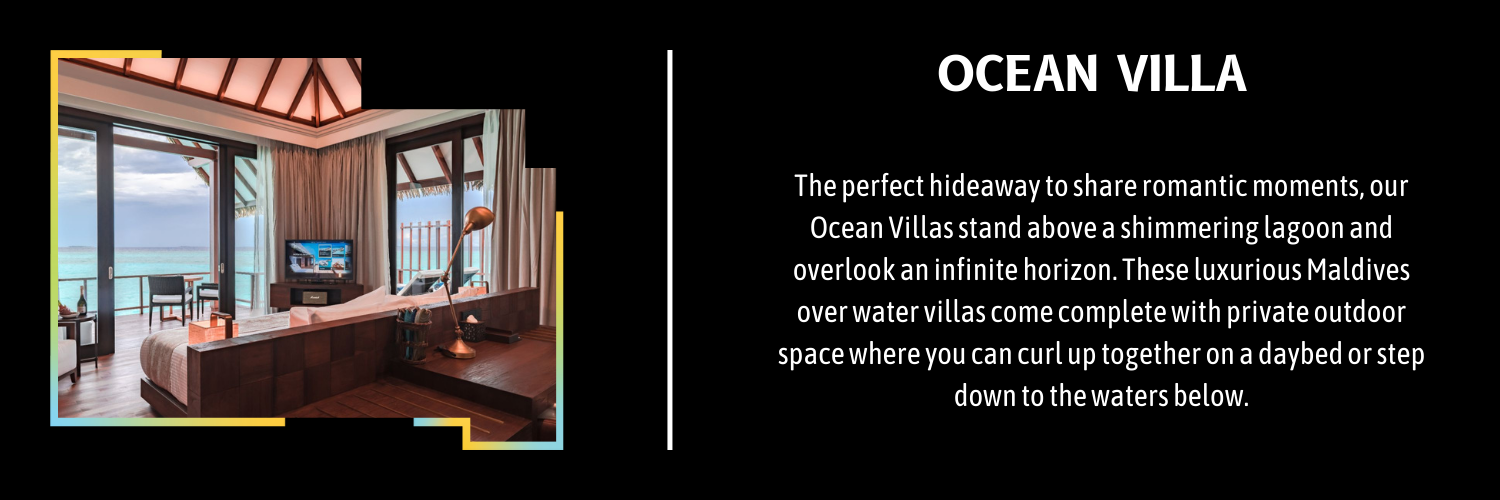 OCEAN VILLA
The perfect hideaway to share romantic moments, our
Ocean Villas stand above a shimmering lagoon and
overlook an infinite horizon. These luxurious Maldives
over water villas come complete with private outdoor
space where you can curl up together on a daybed or step
down to the waters below.